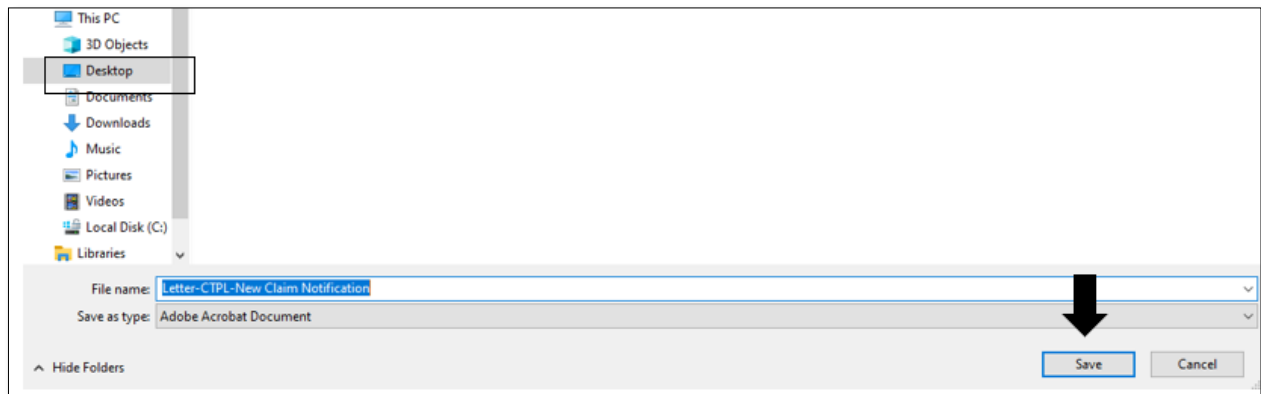 This PC
3D Objects
Desktop
Documents
Downloads
Music
Pictures
Videos
Local Disk (C:)
Libraries
File name: Letter-CTPL-New Claim Notification
Save as type: Adobe Acrobat Document
Hide Folders
Save
Cancel